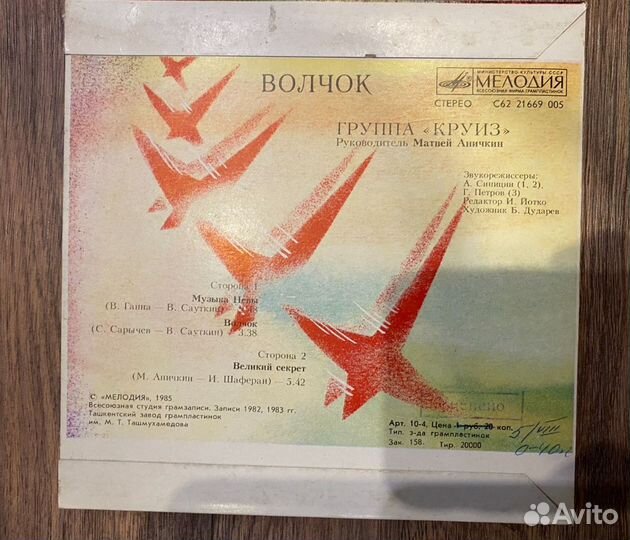 ВОЛЧОК
МИНИСТЕРСТВО КУЛЬТУРЫ СССР
МЕЛОДИЯ
ВСЕСОЮЗНАЯ ФИРМА ГРАМПЛАСТИНОК
СТЕРЕО С62 21669 005
ГРУППА «КРУИЗ»
Руководитель Матвей Аничкин
Звукорежиссеры:
А. Синицин (1, 2),
Г. Петров (3)
Редактор И. Йотко
Художник Б. Дударев
Сторона 1
Музыка Невы
(В. Ганна — В. Сауткин)
Волчок
(С. Сарычев — В. Сауткин) — 3.38
Сторона 2
Великий секрет
(М. Аничкин — И. Шаферан) — 5.42
© «МЕЛОДИЯ», 1985
Всесоюзная студия грамзаписи. Записи 1982, 1983 гг.
Ташкентский завод грампластинок
им. М. Т. Ташмухамедова
Арт. 10-4. Цена 1 руб. 20 коп.
Тип. з-да грампластинок
Зак. 158. Тир. 20000
Avito